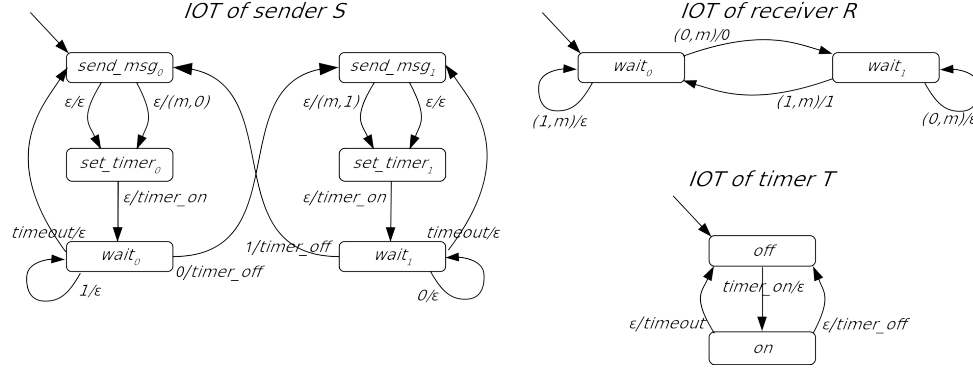 IOT of sender S
send_msg₀
ε/ε
ε/(m,0)
set_timer₀
ε/timer_on
timeout/ε
wait₀
0/timer_off
1/ε
send_msg₁
ε/(m,1)
ε/ε
set_timer₁
ε/timer_on
timeout/ε
1/timer_off
wait₁
0/ε
IOT of receiver R
(0,m)/0
wait₀
wait₁
(1,m)/1
(1,m)/ε
(0,m)/ε
IOT of timer T
off
timer_on/ε
ε/timeout
ε/timer_off
on